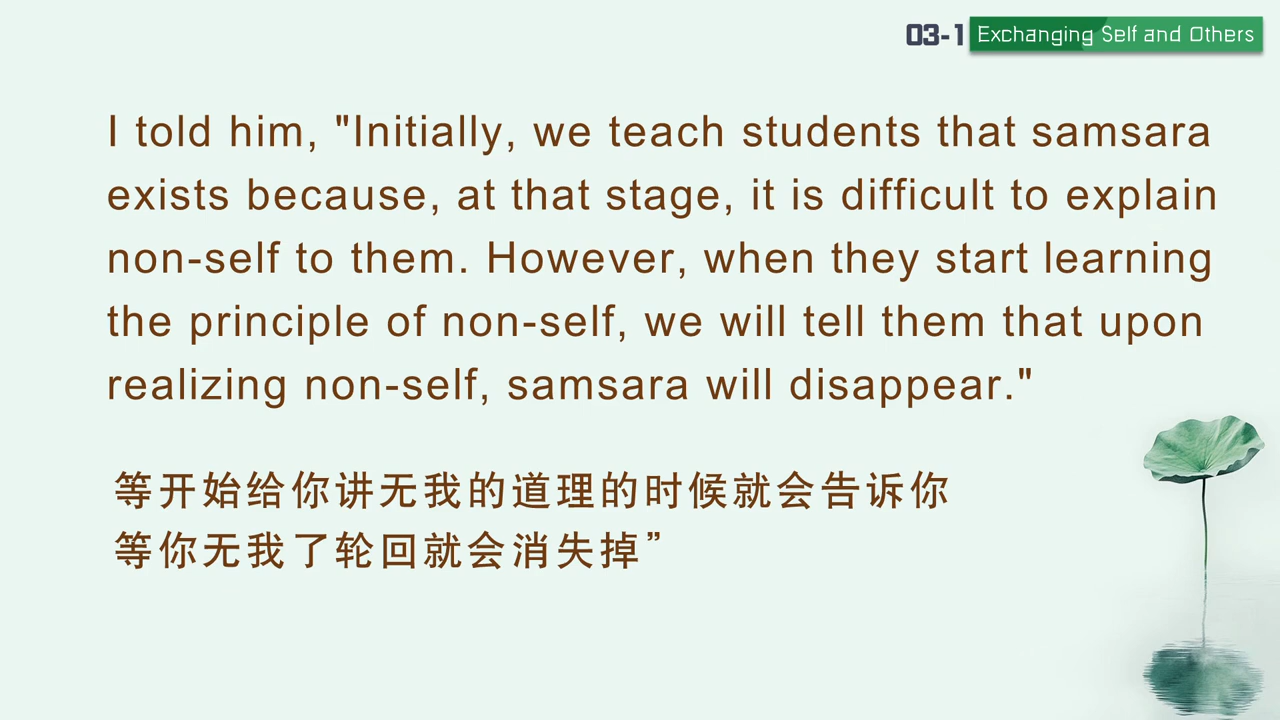 03-1 Exchanging Self and Others
I told him, "Initially, we teach students that samsara
exists because, at that stage, it is difficult to explain
non-self to them. However, when they start learning
the principle of non-self, we will tell them that upon
realizing non-self, samsara will disappear."
等开始给你讲无我的道理的时候就会告诉你
等你无我了轮回就会消失掉”